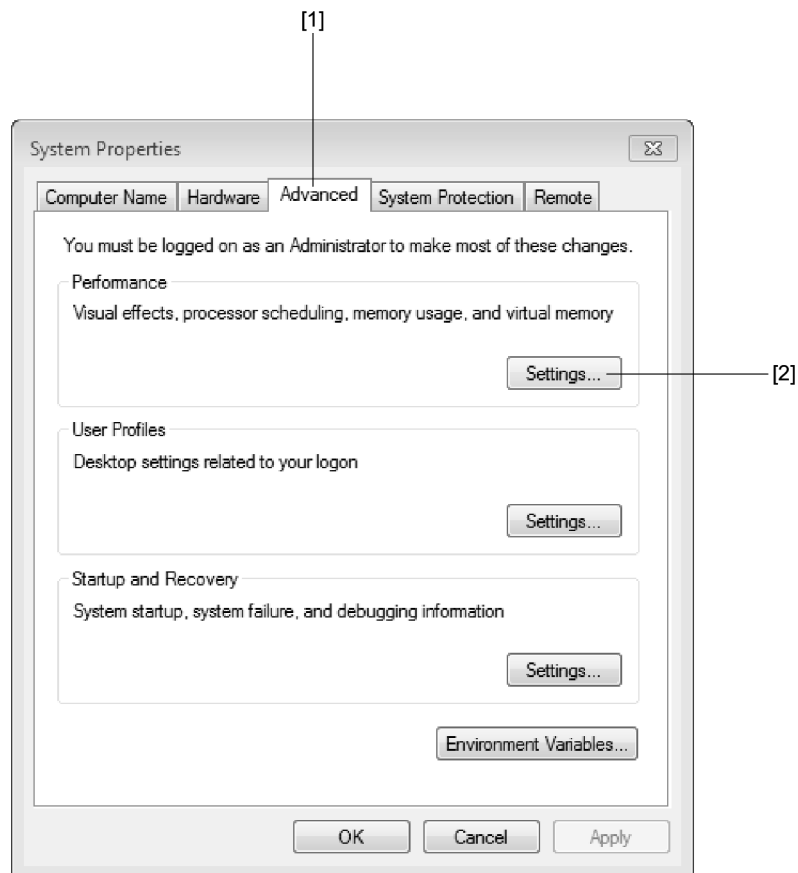 [1]
System Properties
Computer Name Hardware Advanced System Protection Remote
You must be logged on as an Administrator to make most of these changes.
Performance
Visual effects, processor scheduling, memory usage, and virtual memory
Settings... [2]
User Profiles
Desktop settings related to your logon
Settings...
Startup and Recovery
System startup, system failure, and debugging information
Settings...
Environment Variables...
OK Cancel Apply